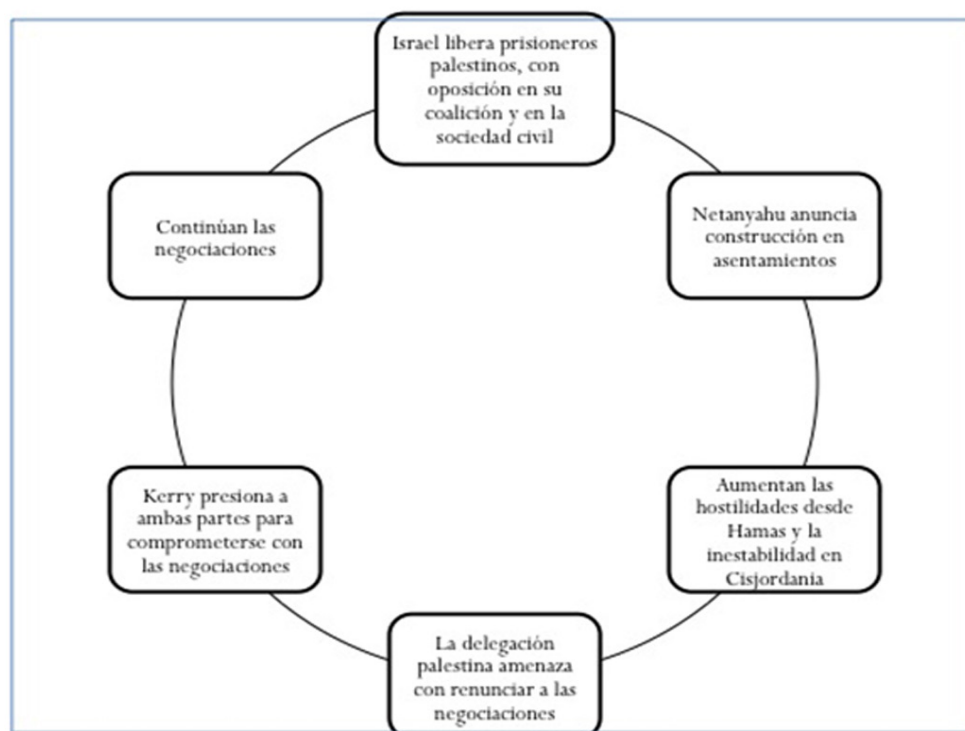 Israel libera prisioneros
palestinos, con
oposición en su
coalición y en la
sociedad civil
Netanyahu anuncia
construcción en
asentamientos
Aumentan las
hostilidades desde
Hamas y la
inestabilidad en
Cisjordania
La delegación
palestina amenaza
con renunciar a las
negociaciones
Kerry presiona a
ambas partes para
comprometerse con
las negociaciones
Continúan las
negociaciones